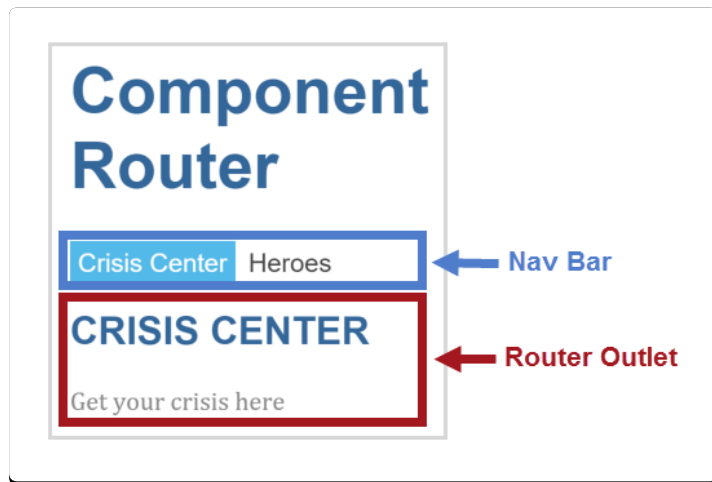 Component
Router
Crisis Center Heroes
Nav Bar
CRISIS CENTER
Router Outlet
Get your crisis here